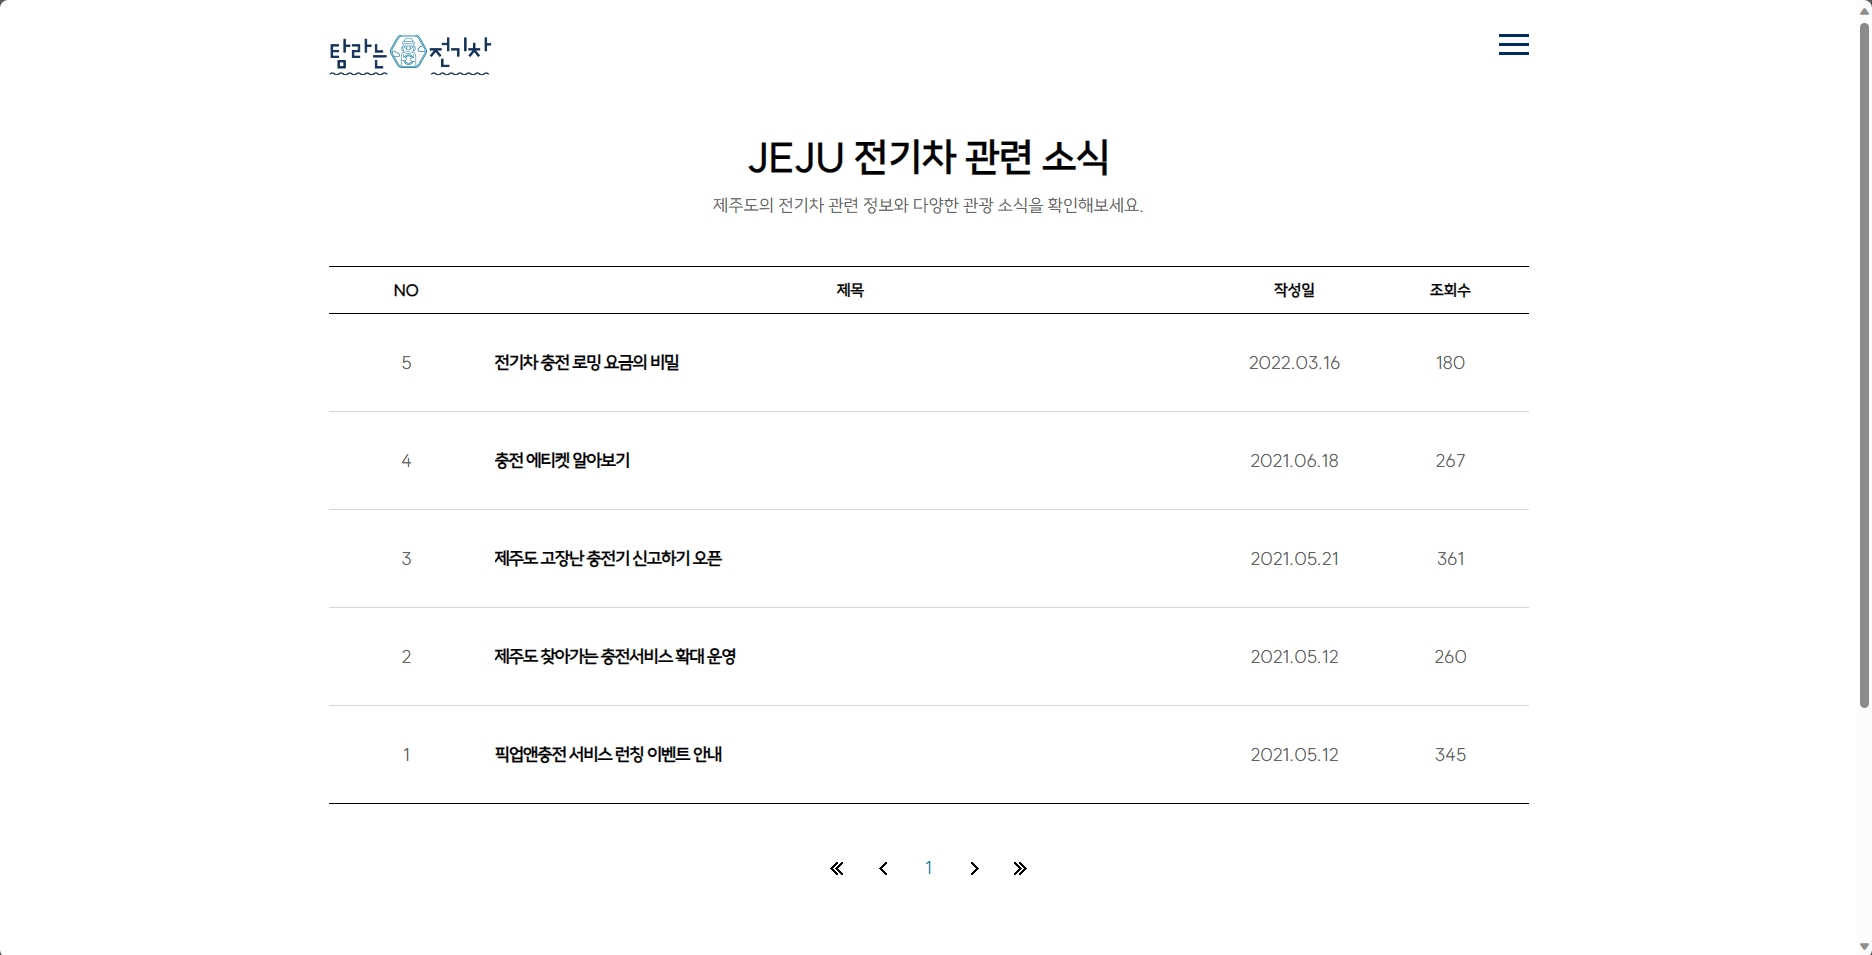 탐라는 전기차
JEJU 전기차 관련 소식
제주도의 전기차 관련 정보와 다양한 관광 소식을 확인해보세요.
NO 제목 작성일 조회수
5 전기차 충전 로밍 요금의 비밀 2022.03.16 180
4 충전 에티켓 알아보기 2021.06.18 267
3 제주도 고장난 충전기 신고하기 오픈 2021.05.21 361
2 제주도 찾아가는 충전서비스 확대 운영 2021.05.12 260
1 픽업앤충전 서비스 런칭 이벤트 안내 2021.05.12 345
1